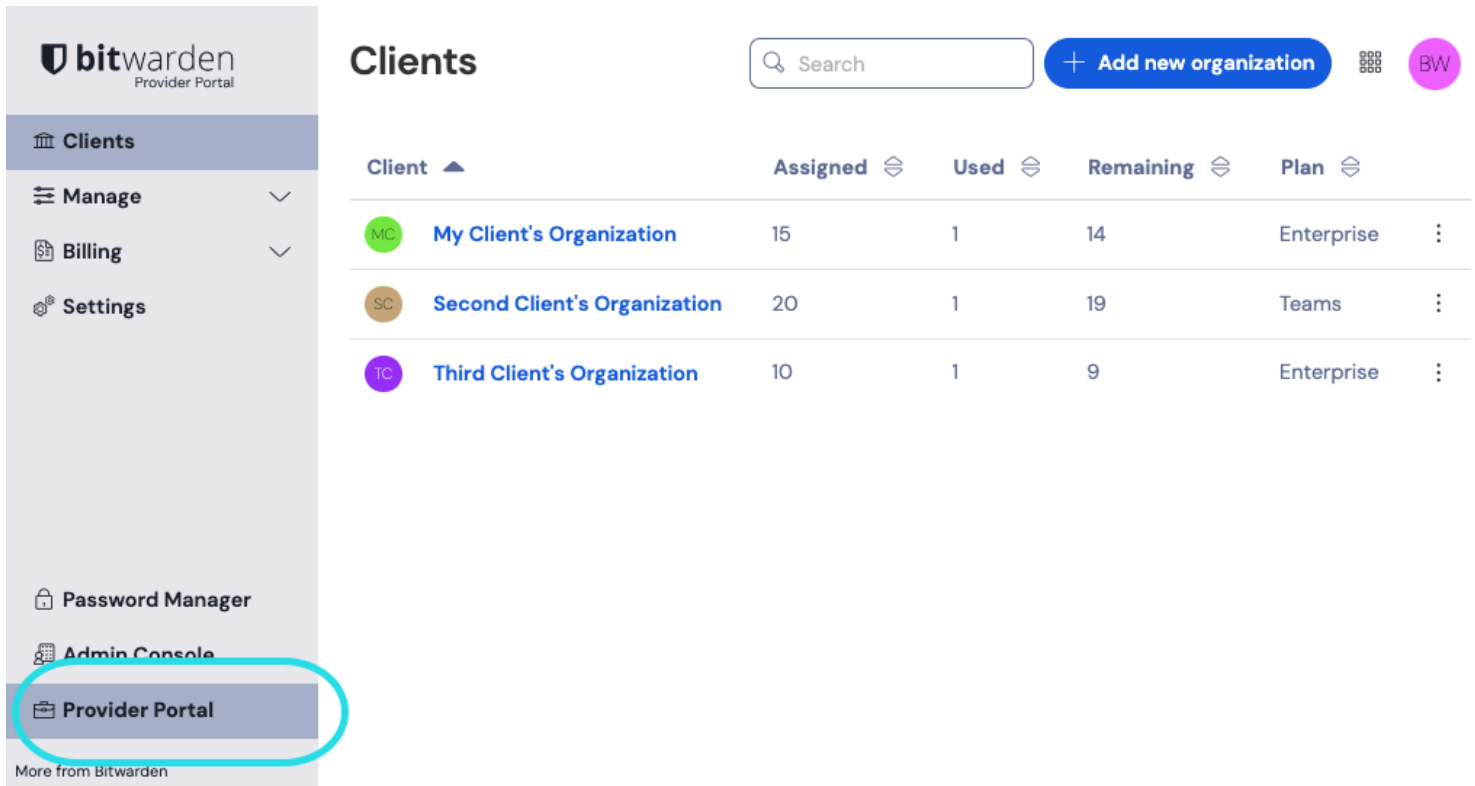 bitwarden
Provider Portal
Clients
Manage
Billing
Settings
Password Manager
Admin Console
Provider Portal
More from Bitwarden
Clients
Search
Add new organization
BW
Client Assigned Used Remaining Plan
MC My Client's Organization 15 1 14 Enterprise
SC Second Client's Organization 20 1 19 Teams
TC Third Client's Organization 10 1 9 Enterprise